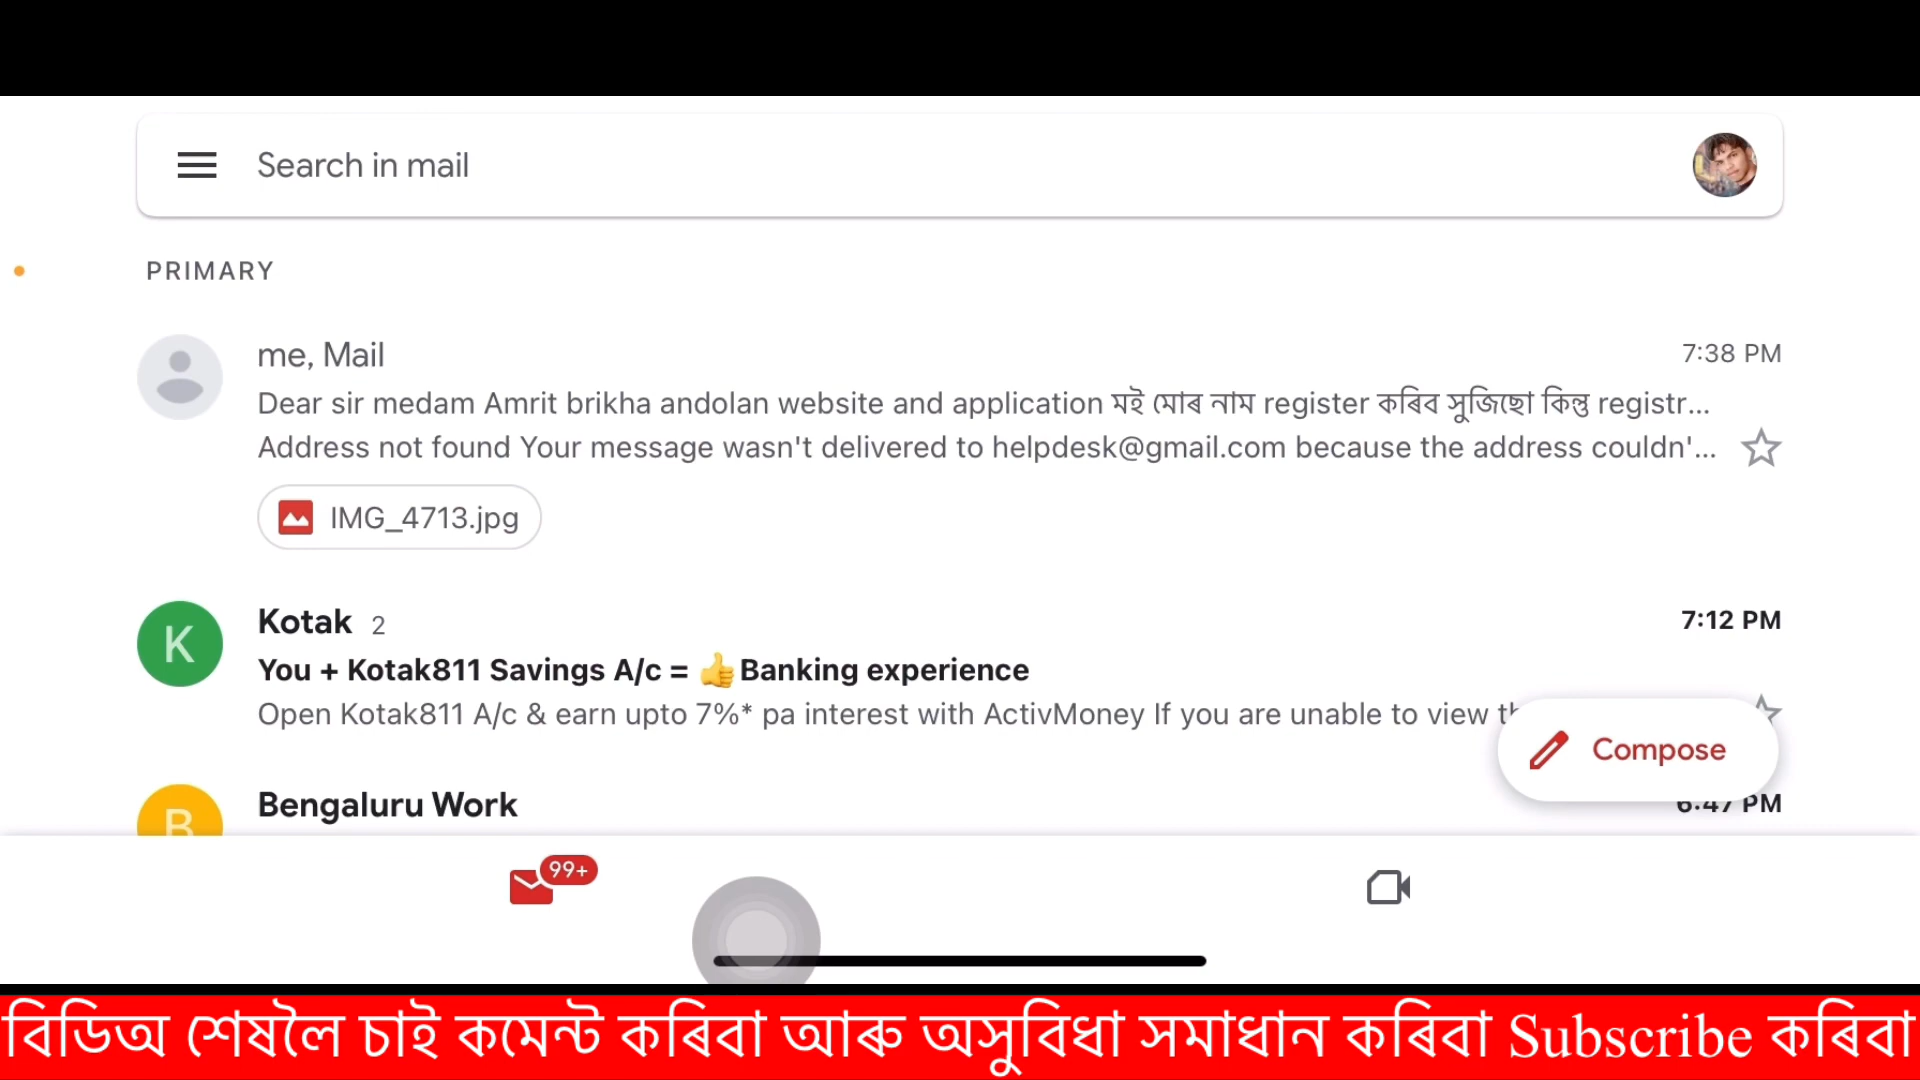 Search in mail
PRIMARY
me, Mail
7:38 PM
Dear sir medam Amrit brikha andolan website and application মই মোৰ নাম register কৰিব সুজিছো কিন্তু registr...
Address not found Your message wasn't delivered to helpdesk@gmail.com because the address couldn'...
IMG_4713.jpg
Kotak 2
7:12 PM
You + Kotak811 Savings A/c = 👍Banking experience
Open Kotak811 A/c & earn upto 7%* pa interest with ActivMoney If you are unable to view
Compose
B
Bengaluru Work
6:47 PM
99+
বিডিঅ শেষলৈ চাই কমেন্ট কৰিবা আৰু অসুবিধা সমাধান কৰিবা Subscribe কৰিবা